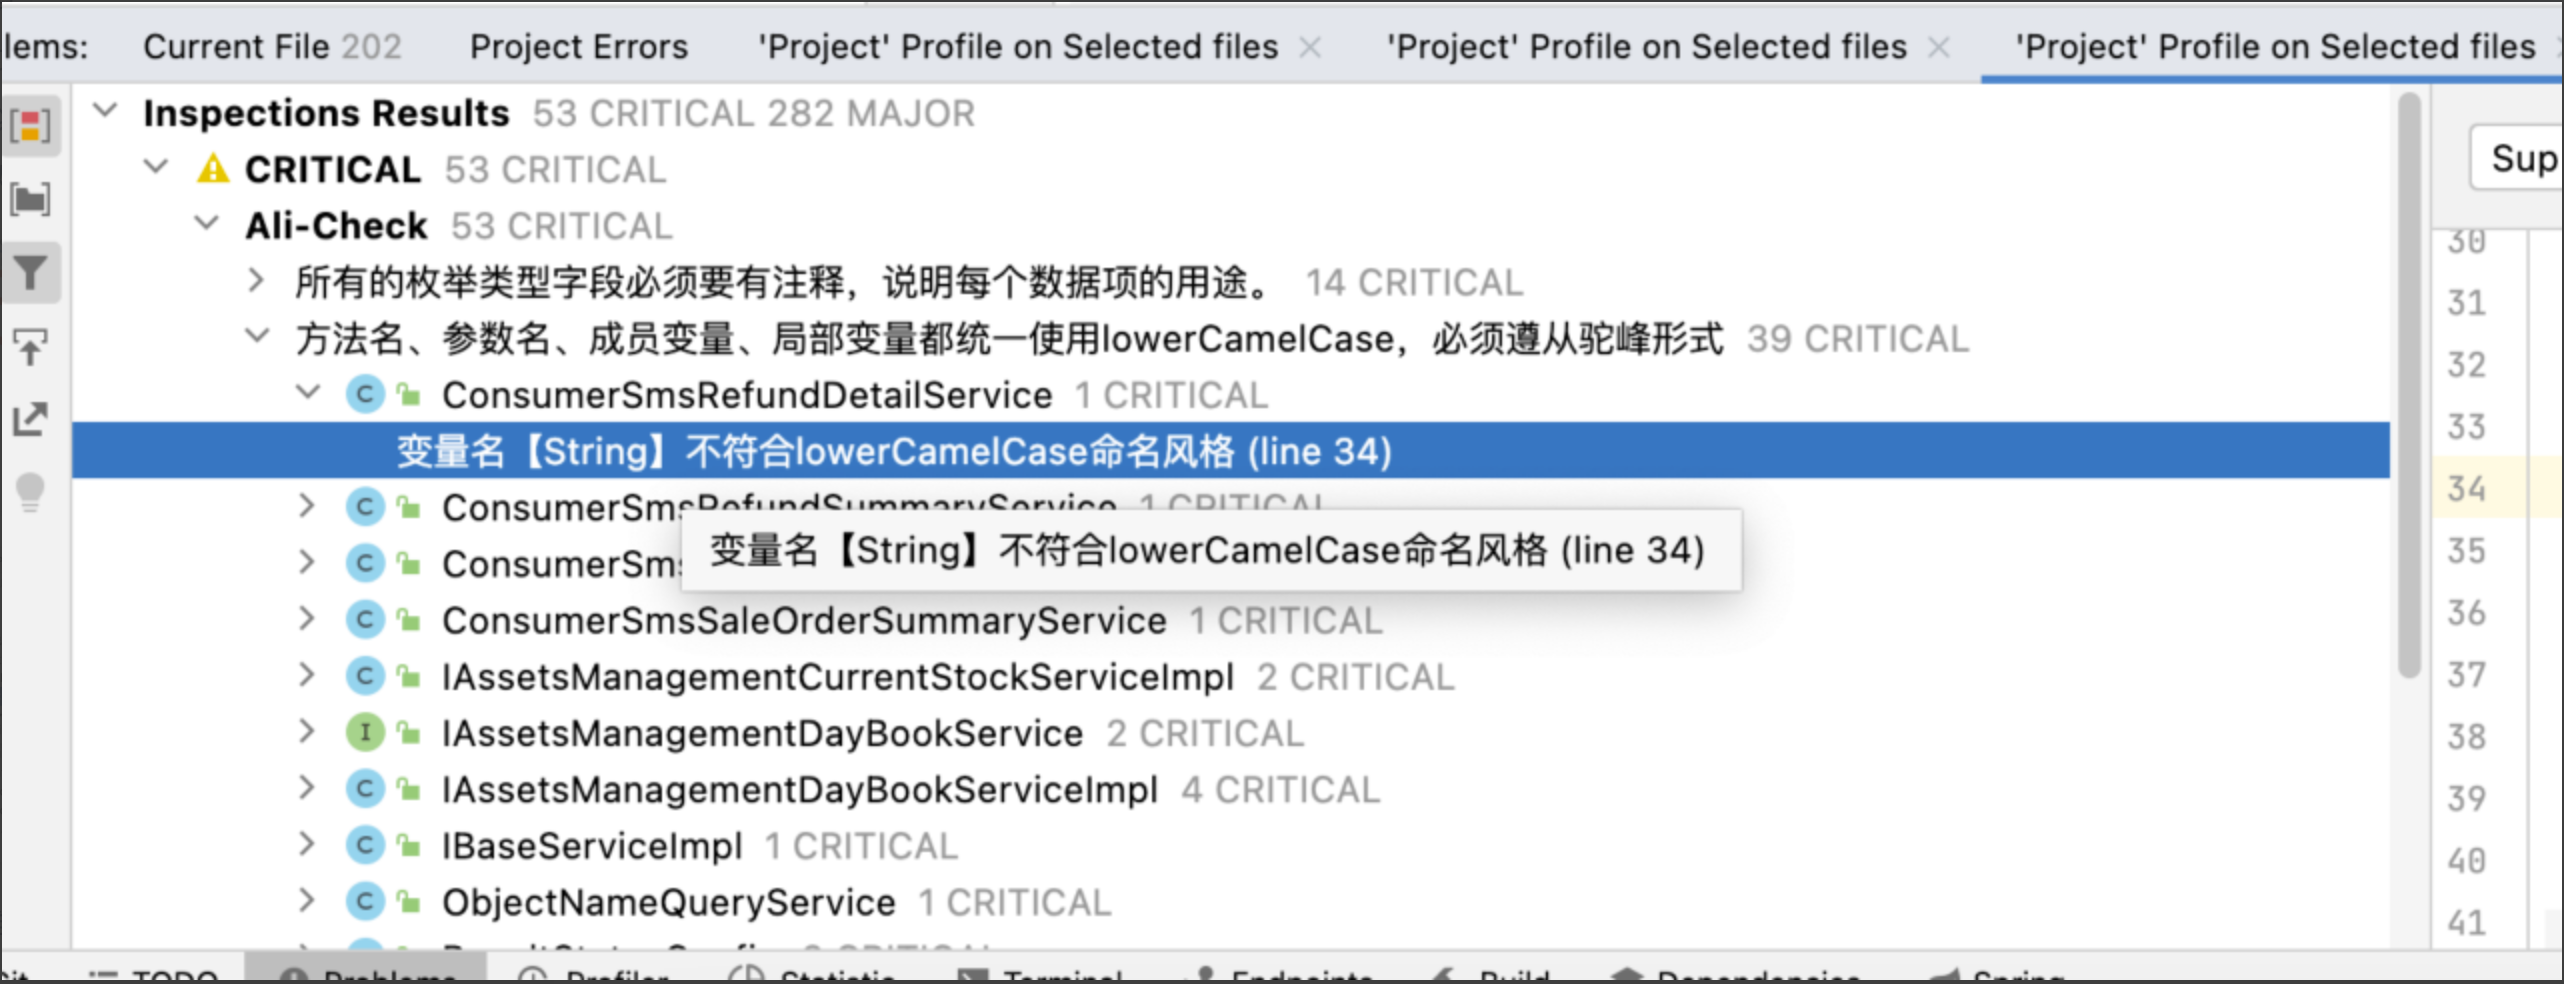 lems: Current File 202 Project Errors 'Project' Profile on Selected files 'Project' Profile on Selected files 'Project' Profile on Selected files
Inspections Results 53 CRITICAL 282 MAJOR
CRITICAL 53 CRITICAL
Ali-Check 53 CRITICAL
所有的枚举类型字段必须要有注释，说明每个数据项的用途。 14 CRITICAL
方法名、参数名、成员变量、局部变量都统一使用lowerCamelCase，必须遵从驼峰形式 39 CRITICAL
ConsumerSmsRefundDetailService 1 CRITICAL
变量名【String】不符合lowerCamelCase命名风格 (line 34)
ConsumerSmsRefundSummaryService 1 CRITICAL
变量名【String】不符合lowerCamelCase命名风格 (line 34)
ConsumerSms
ConsumerSmsSaleOrderSummaryService 1 CRITICAL
IAssetsManagementCurrentStockServiceImpl 2 CRITICAL
IAssetsManagementDayBookService 2 CRITICAL
IAssetsManagementDayBookServiceImpl 4 CRITICAL
IBaseServiceImpl 1 CRITICAL
ObjectNameQueryService 1 CRITICAL
TODO Problems Profiler Statistic Terminal Endpoints Build Dependencies Spring
Sup
30
31
32
33
34
35
36
37
38
39
40
41